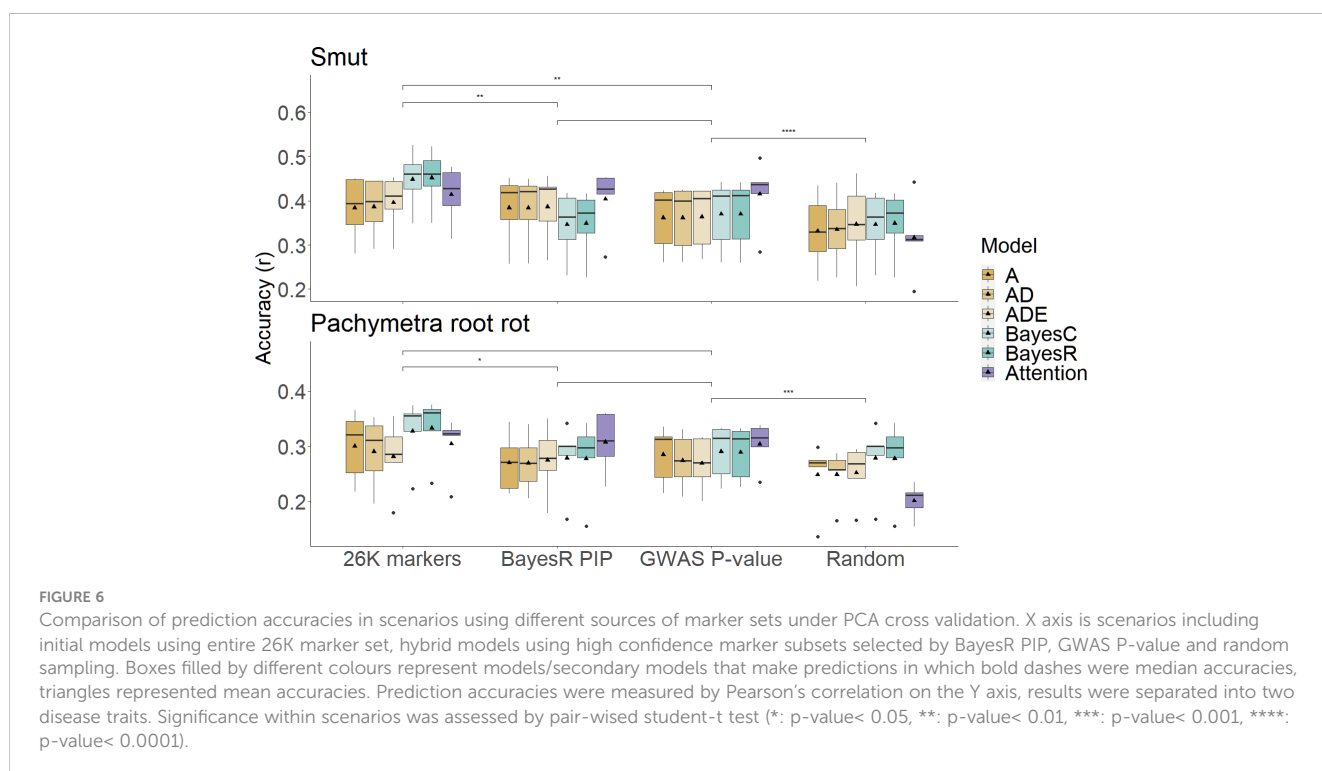 Smut
**
**
****
0.6
0.5
0.4
0.3
0.2
Pachymetra root rot
*
***
0.4
0.3
0.2
Accuracy (r)
26K markers BayesR PIP GWAS P-value Random
Model
A
AD
ADE
BayesC
BayesR
Attention
FIGURE 6
Comparison of prediction accuracies in scenarios using different sources of marker sets under PCA cross validation. X axis is scenarios including
initial models using entire 26K marker set, hybrid models using high confidence marker subsets selected by BayesR PIP, GWAS P-value and random
sampling. Boxes filled by different colours represent models/secondary models that make predictions in which bold dashes were median accuracies,
triangles represented mean accuracies. Prediction accuracies were measured by Pearson's correlation on the Y axis, results were separated into two
disease traits. Significance within scenarios was assessed by pair-wised student-t test (*: p-value< 0.05, **: p-value< 0.01, ***: p-value< 0.001, ****:
p-value< 0.0001).